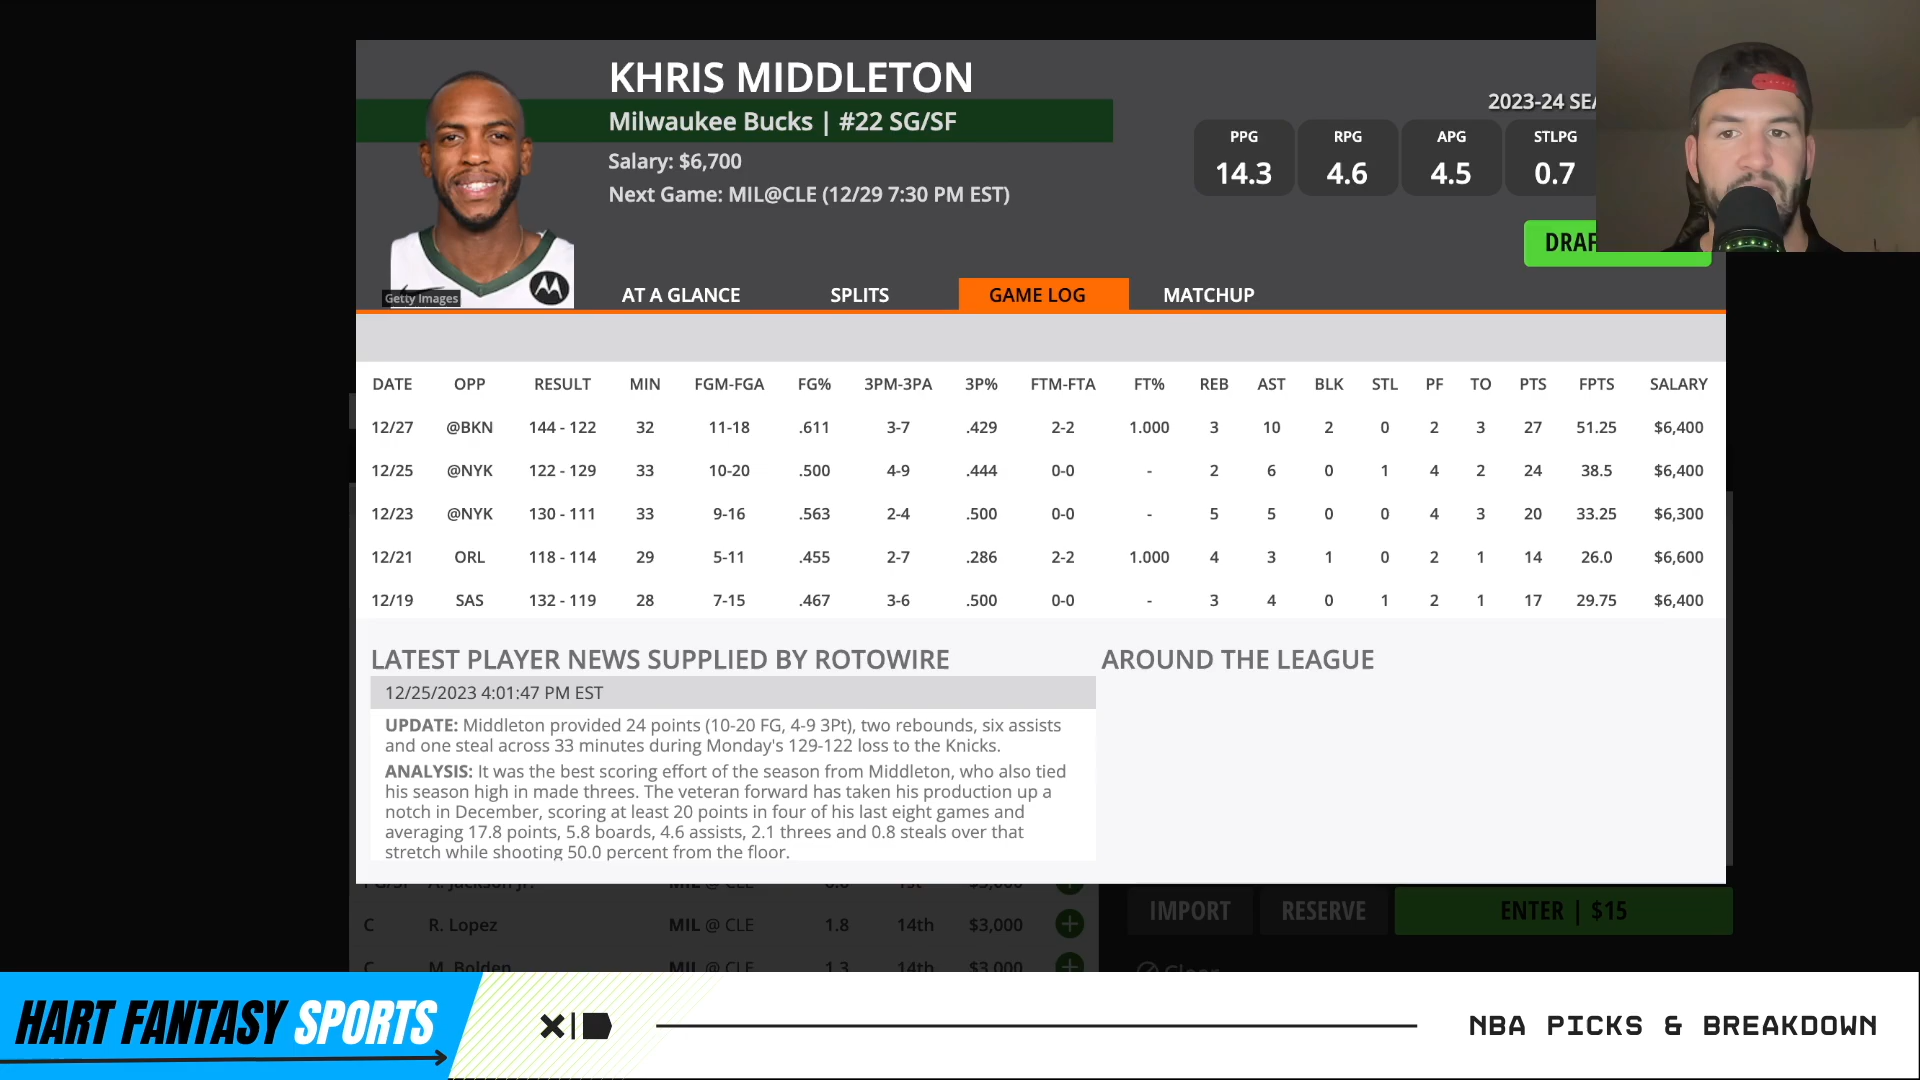 KHRIS MIDDLETON
Milwaukee Bucks | #22 SG/SF
Salary: $6,700
Next Game: MIL@CLE (12/29 7:30 PM EST)
2023-24 SEA
PPG RPG APG STLPG
14.3 4.6 4.5 0.7
DRAF
Getty Images
AT A GLANCE SPLITS GAME LOG MATCHUP
DATE OPP RESULT MIN FGM-FGA FG% 3PM-3PA 3P% FTM-FTA FT% REB AST BLK STL PF TO PTS FPTS SALARY
12/27 @BKN 144 - 122 32 11-18 .611 3-7 .429 2-2 1.000 3 10 2 0 2 3 27 51.25 $6,400
12/25 @NYK 122 - 129 33 10-20 .500 4-9 .444 0-0 - 2 6 0 1 4 2 24 38.5 $6,400
12/23 @NYK 130 - 111 33 9-16 .563 2-4 .500 0-0 - 5 5 0 0 4 3 20 33.25 $6,300
12/21 ORL 118 - 114 29 5-11 .455 2-7 .286 2-2 1.000 4 3 1 0 2 1 14 26.0 $6,600
12/19 SAS 132 - 119 28 7-15 .467 3-6 .500 0-0 - 3 4 0 1 2 1 17 29.75 $6,400
LATEST PLAYER NEWS SUPPLIED BY ROTOWIRE
AROUND THE LEAGUE
12/25/2023 4:01:47 PM EST
UPDATE: Middleton provided 24 points (10-20 FG, 4-9 3Pt), two rebounds, six assists
and one steal across 33 minutes during Monday's 129-122 loss to the Knicks.
ANALYSIS: It was the best scoring effort of the season from Middleton, who also tied
his season high in made threes. The veteran forward has taken his production up a
notch in December, scoring at least 20 points in four of his last eight games and
averaging 17.8 points, 5.8 boards, 4.6 assists, 2.1 threes and 0.8 steals over that
stretch while shooting 50.0 percent from the floor.
A. Jackson Jr. MIL @ CLE 1st $3,000
C R. Lopez MIL @ CLE 1.8 14th $3,000
C M. Bolden MIL @ CLE 1.3 14th $3,000
IMPORT RESERVE ENTER | $15
Clear
HART FANTASY SPORTS
NBA PICKS & BREAKDOWN